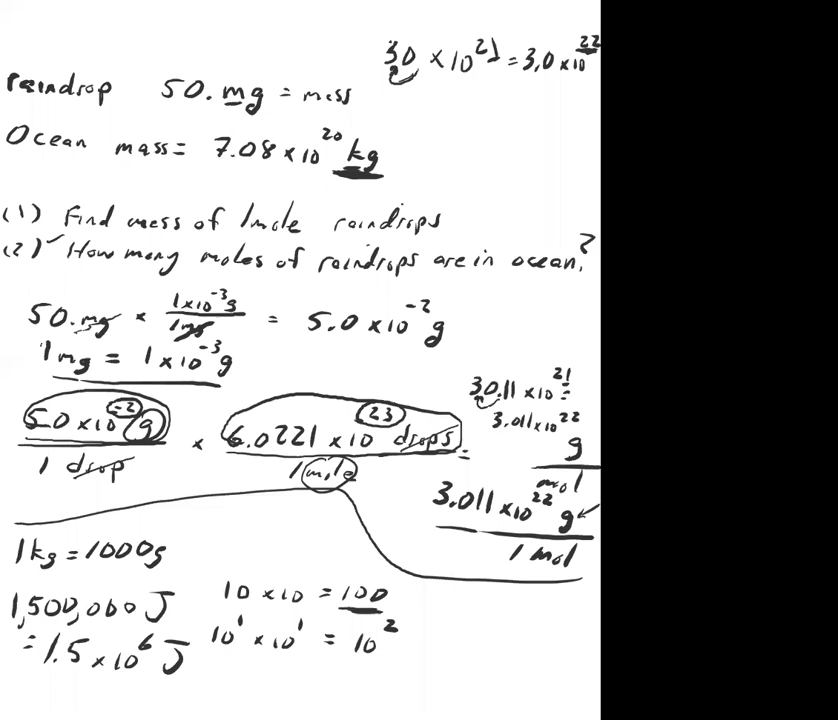 30 × 10^21 = 3.0 × 10^22
raindrop 50. mg = mass
Ocean mass = 7.08 × 10^20 kg
(1) Find mass of 1 mole raindrops
(2) How many moles of raindrops are in ocean?
50. mg × 1×10^-3 g / 1 mg = 5.0 × 10^-2 g
1 mg = 1 × 10^-3 g
30.11 × 10^21 =
3.011 × 10^22
g
mol
5.0 × 10^-2 g / 1 drop × 6.0221 × 10^23 drops / 1 mole =
3.011 × 10^22 g
1 mol
1 kg = 1000 g
1,500,000 J
= 1.5 × 10^6 J
10 × 10 = 100
10^1 × 10^1 = 10^2